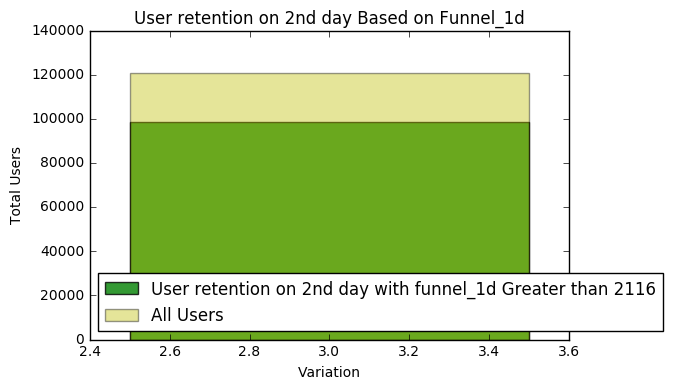 User retention on 2nd day Based on Funnel_1d
140000
120000
100000
80000
60000
40000
20000
0
Total Users
User retention on 2nd day with funnel_1d Greater than 2116
All Users
2.4 2.6 2.8 3.0 3.2 3.4 3.6
Variation